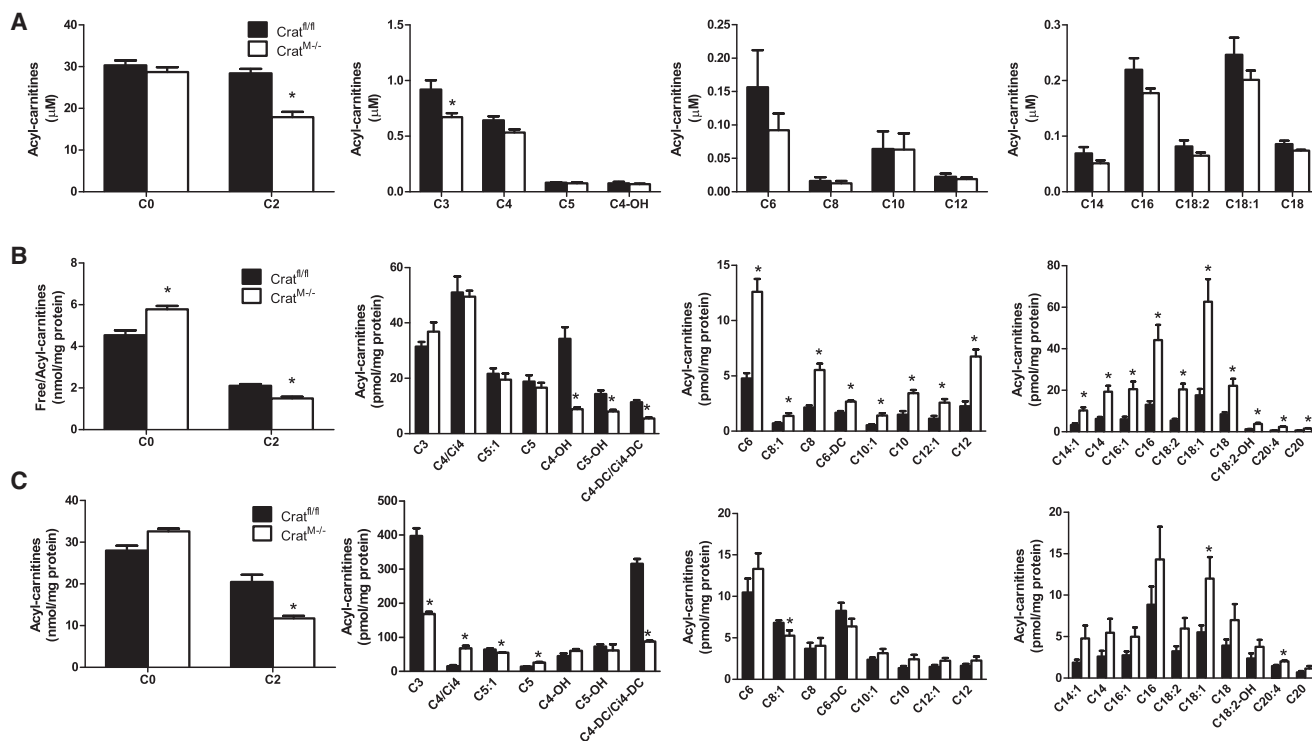 A
Acyl-carnitines
(μM)
40
30
20
10
0
C0
C2
*
Crat^fl/fl
Crat^M-/-
Acyl-carnitines
(μM)
1.5
1.0
0.5
0.0
C3
C4
C5
C4-OH
*
Acyl-carnitines
(μM)
0.25
0.20
0.15
0.10
0.05
0.00
C6
C8
C10
C12
Acyl-carnitines
(μM)
0.3
0.2
0.1
0.0
C14
C16
C18:2
C18:1
C18
B
Free/Acyl-carnitines
(nmol/mg protein)
8
6
4
2
0
C0
C2
*
*
Crat^fl/fl
Crat^M-/-
Acyl-carnitines
(pmol/mg protein)
60
40
20
0
C3
C4/Ci4
C5:1
C5
C4-OH
C5-OH
C4-DC/Ci4-DC
*
*
*
Acyl-carnitines
(pmol/mg protein)
15
10
5
0
C6
C8:1
C8
C6-DC
C10:1
C10
C12:1
C12
*
*
*
*
*
*
*
*
Acyl-carnitines
(pmol/mg protein)
80
60
40
20
0
C14:1
C14
C16:1
C16
C18:2
C18:1
C18
C18:2-OH
C20:4
C20
*
*
*
*
*
*
*
*
*
*
C
Acyl-carnitines
(nmol/mg protein)
40
30
20
10
0
C0
C2
*
Crat^fl/fl
Crat^M-/-
Acyl-carnitines
(pmol/mg protein)
500
400
300
200
100
0
C3
C4/Ci4
C5:1
C5
C4-OH
C5-OH
C4-DC/Ci4-DC
*
*
*
*
*
Acyl-carnitines
(pmol/mg protein)
20
15
10
5
0
C6
C8:1
C8
C6-DC
C10:1
C10
C12:1
C12
*
Acyl-carnitines
(pmol/mg protein)
20
15
10
5
0
C14:1
C14
C16:1
C16
C18:2
C18:1
C18
C18:2-OH
C20:4
C20
*
*